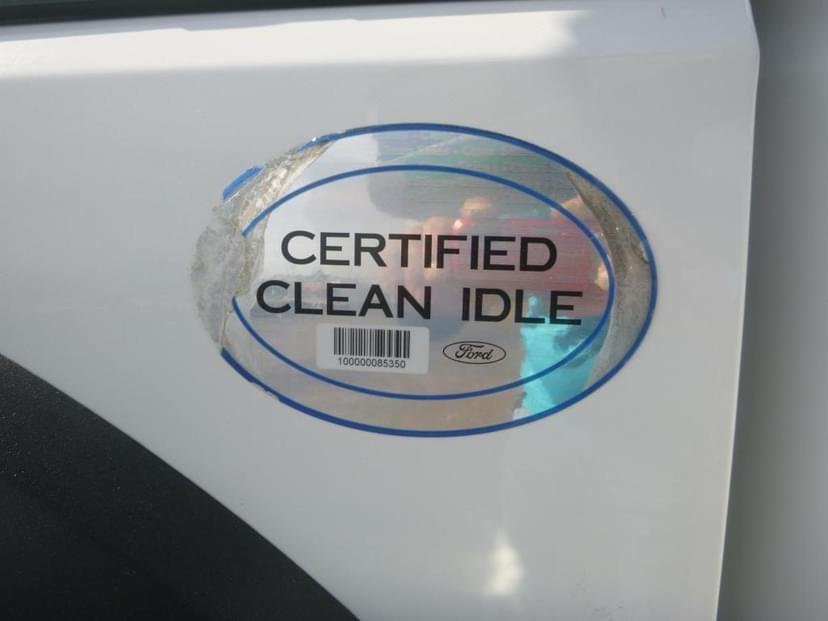 CERTIFIED
CLEAN IDLE
100000085350
Ford